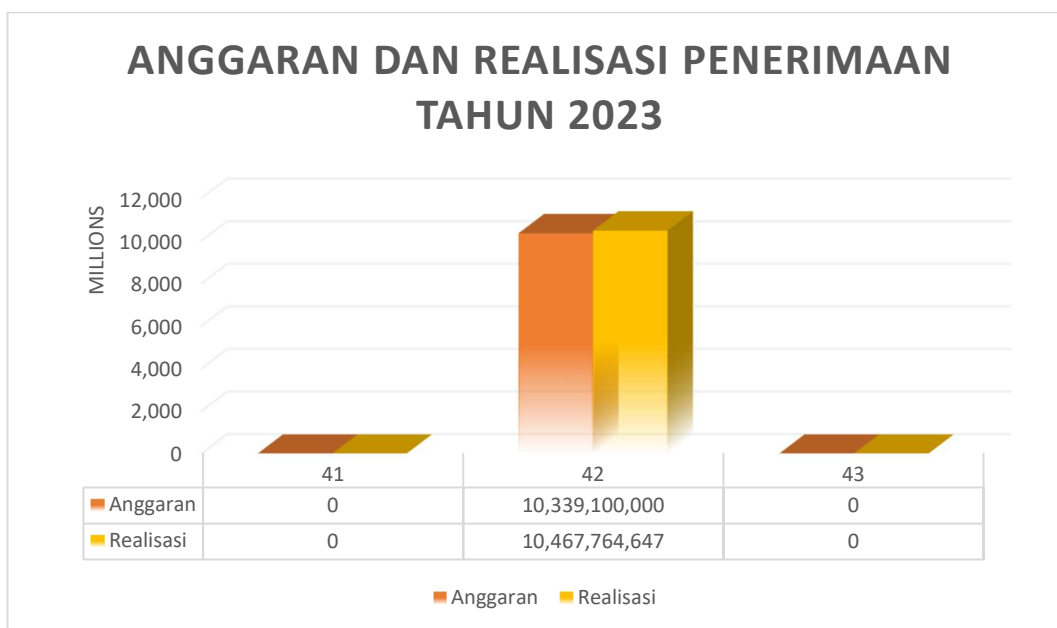 ANGGARAN DAN REALISASI PENERIMAAN
TAHUN 2023
MILLIONS
12,000
10,000
8,000
6,000
4,000
2,000
0
41 42 43
Anggaran 0 10,339,100,000 0
Realisasi 0 10,467,764,647 0
Anggaran Realisasi